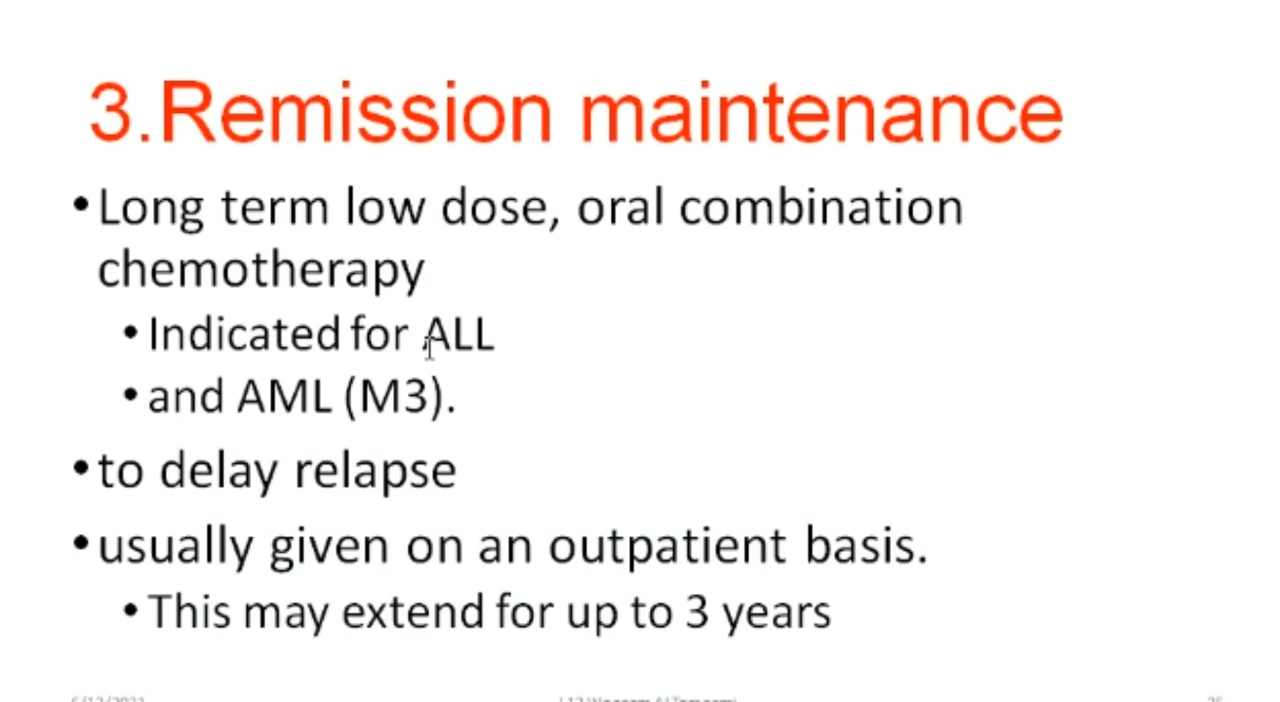 3.Remission maintenance
•Long term low dose, oral combination
chemotherapy
•Indicated for ALL
•and AML (M3).
•to delay relapse
•usually given on an outpatient basis.
•This may extend for up to 3 years